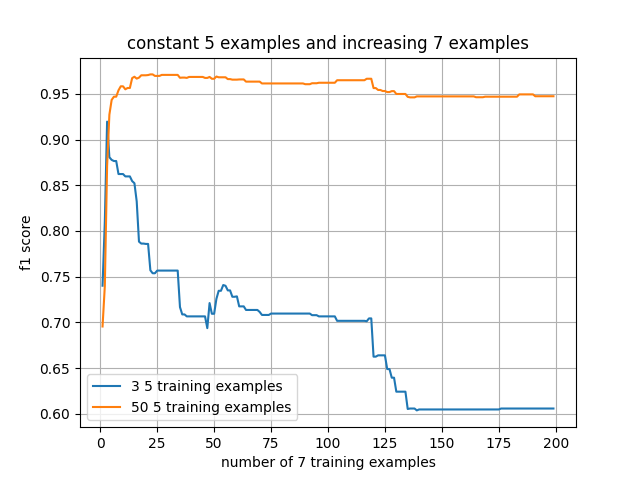 constant 5 examples and increasing 7 examples
f1 score
0.95
0.90
0.85
0.80
0.75
0.70
0.65
0.60
3 5 training examples
50 5 training examples
0 25 50 75 100 125 150 175 200
number of 7 training examples